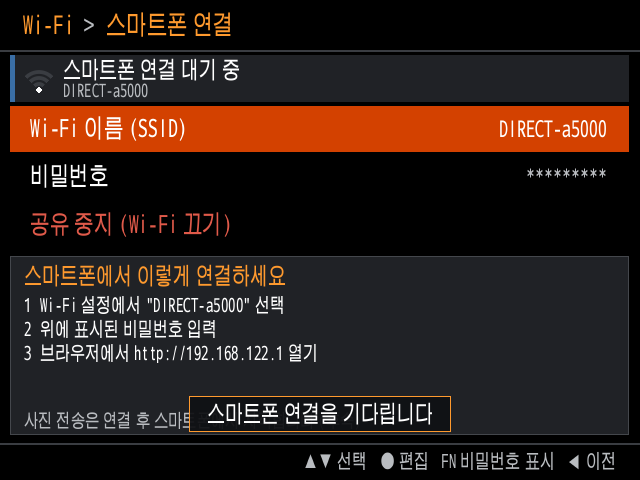 Wi-Fi > 스마트폰 연결
스마트폰 연결 대기 중
DIRECT-a5000
Wi-Fi 이름 (SSID) DIRECT-a5000
비밀번호 *********
공유 중지 (Wi-Fi 끄기)
스마트폰에서 이렇게 연결하세요
1 Wi-Fi 설정에서 "DIRECT-a5000" 선택
2 위에 표시된 비밀번호 입력
3 브라우저에서 http://192.168.122.1 열기
사진 전송은 연결 후 스마트
스마트폰 연결을 기다립니다
▲▼ 선택 ● 편집 FN 비밀번호 표시 ◀ 이전